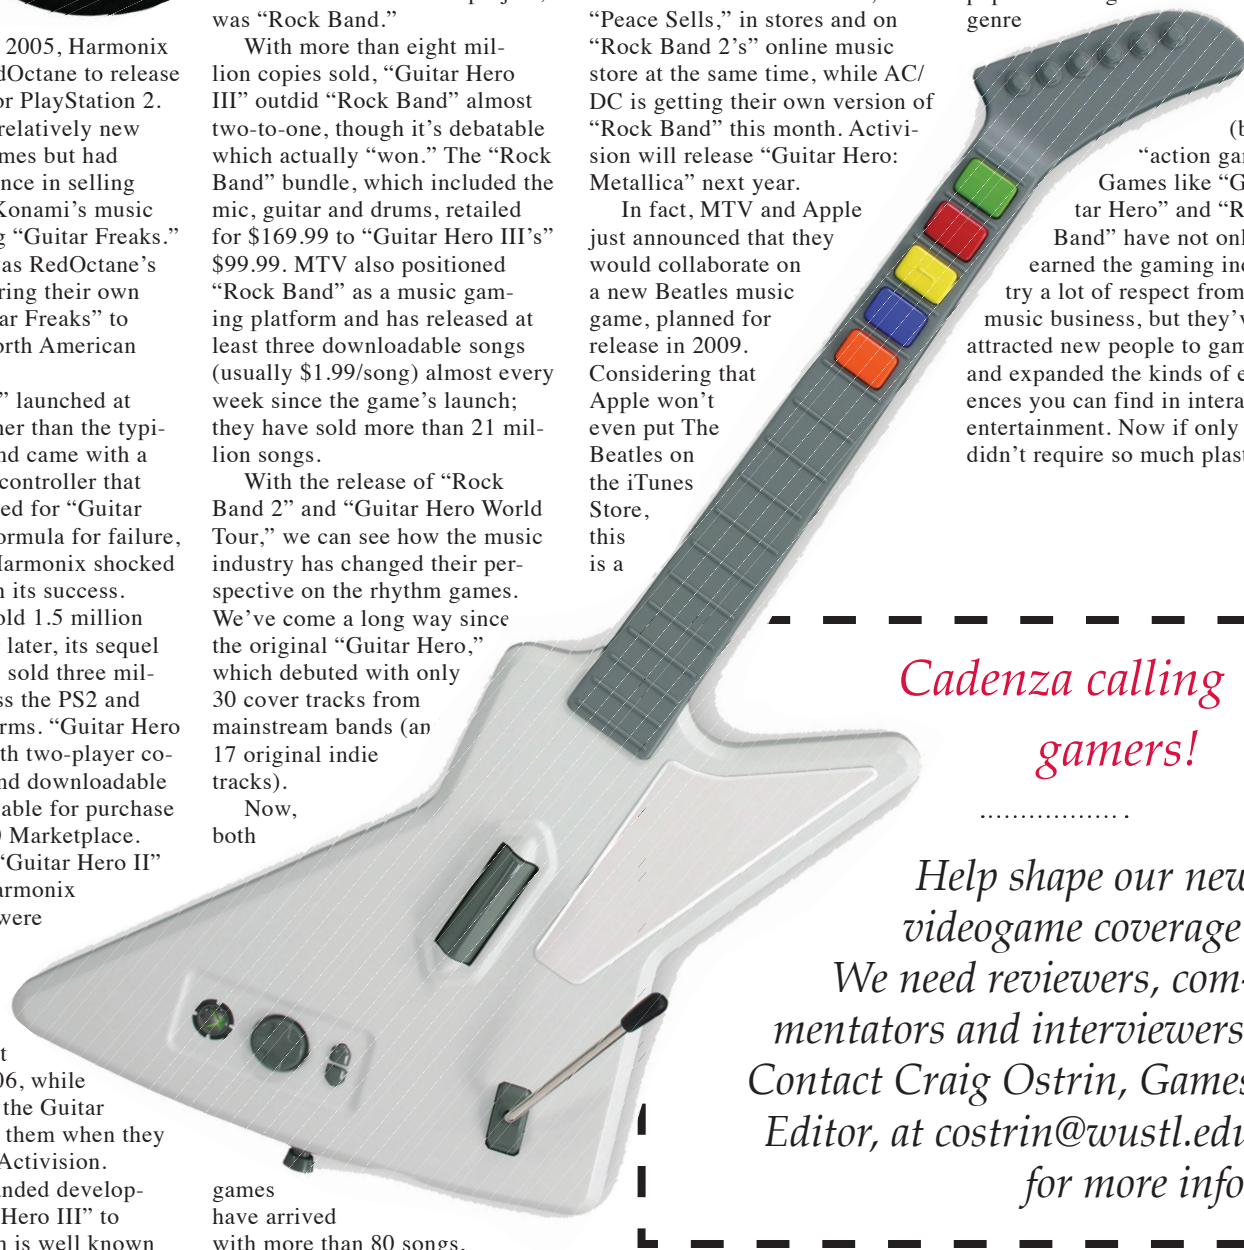 2005, Harmonix
dOctane to release
or PlayStation 2.
relatively new
mes but had
nce in selling
Konami's music
g “Guitar Freaks.”
as RedOctane's
ring their own
ar Freaks” to
orth American
” launched at
her than the typi-
nd came with a
controller that
ed for “Guitar
ormula for failure,
Harmonix shocked
n its success.
old 1.5 million
later, its sequel
sold three mil-
ss the PS2 and
rms. “Guitar Hero
th two-player co-
nd downloadable
able for purchase
Marketplace.
“Guitar Hero II”
armonix
were
t
06, while
the Guitar
them when they
Activision.
nded develop-
Hero III” to
n is well known
was “Rock Band.”
With more than eight mil-
lion copies sold, “Guitar Hero
III” outdid “Rock Band” almost
two-to-one, though it's debatable
which actually “won.” The “Rock
Band” bundle, which included the
mic, guitar and drums, retailed
for $169.99 to “Guitar Hero III's”
$99.99. MTV also positioned
“Rock Band” as a music gam-
ing platform and has released at
least three downloadable songs
(usually $1.99/song) almost every
week since the game's launch;
they have sold more than 21 mil-
lion songs.
With the release of “Rock
Band 2” and “Guitar Hero World
Tour,” we can see how the music
industry has changed their per-
spective on the rhythm games.
We've come a long way since
the original “Guitar Hero,”
which debuted with only
30 cover tracks from
mainstream bands (an
17 original indie
tracks).
Now,
both
games
have arrived
with more than 80 songs,
“Peace Sells,” in stores and on
“Rock Band 2's” online music
store at the same time, while AC/
DC is getting their own version of
“Rock Band” this month. Activi-
sion will release “Guitar Hero:
Metallica” next year.
In fact, MTV and Apple
just announced that they
would collaborate on
a new Beatles music
game, planned for
release in 2009.
Considering that
Apple won't
even put The
Beatles on
the iTunes
Store,
this
is a
genre
(b
“action gam
Games like “G
tar Hero” and “R
Band” have not onl
earned the gaming ind
try a lot of respect from
music business, but they'v
attracted new people to gam
and expanded the kinds of e
ences you can find in intera
entertainment. Now if only
didn't require so much plast
Cadenza calling
gamers!
.................
Help shape our new
videogame coverage
We need reviewers, com-
mentators and interviewers.
Contact Craig Ostrin, Games
Editor, at costrin@wustl.edu
for more info